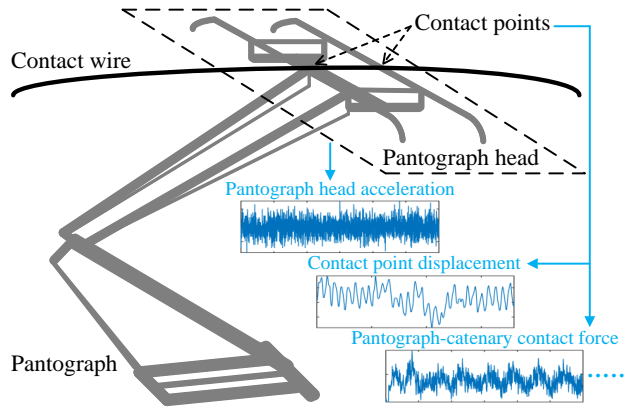 Contact points
Contact wire
Pantograph head
Pantograph head acceleration
Contact point displacement
Pantograph-catenary contact force
Pantograph